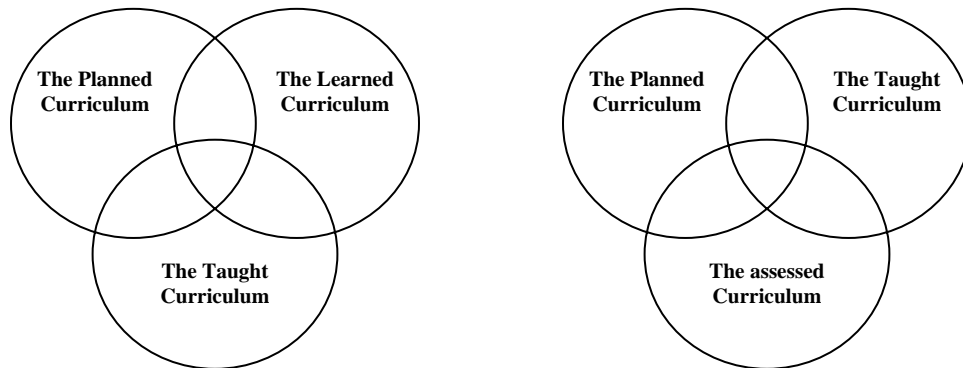 The Planned
Curriculum
The Learned
Curriculum
The Taught
Curriculum
The Planned
Curriculum
The Taught
Curriculum
The assessed
Curriculum